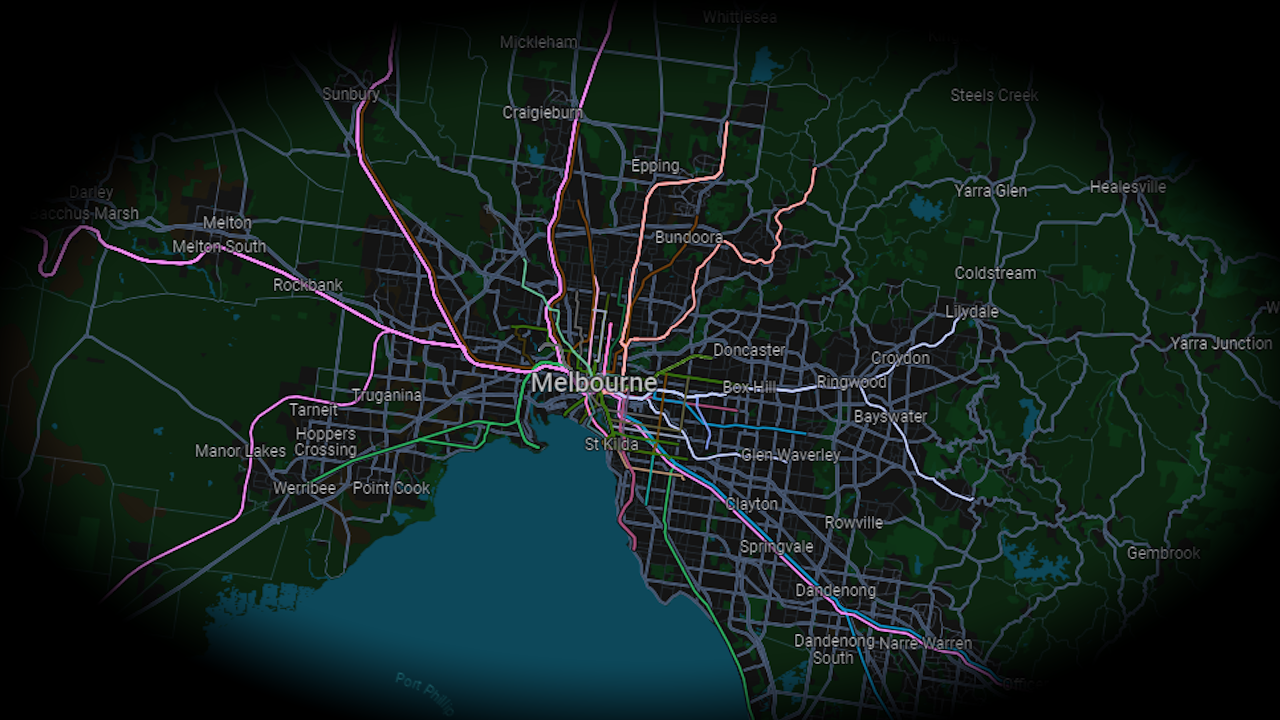 Whittlesea
Mickleham
Sunbury
Steels Creek
Craigieburn
Epping
Darley
Yarra Glen
Healesville
sacchus Marsh
Melton
Melton South
Bundoora
Rockbank
Coldstream
Lilydale
Yarra Junction
Doncaster
Croydon
Melbourne
Box Hill
Ringwood
Truganina
Tarneit
Bayswater
Hoppers
Crossing
St Kilda
Manor Lakes
Glen Waverley
Werribee
Point Cook
Clayton
Rowville
Springvale
Gembrook
Dandenong
Dandenong
South
Narre Warren
Port Phillip